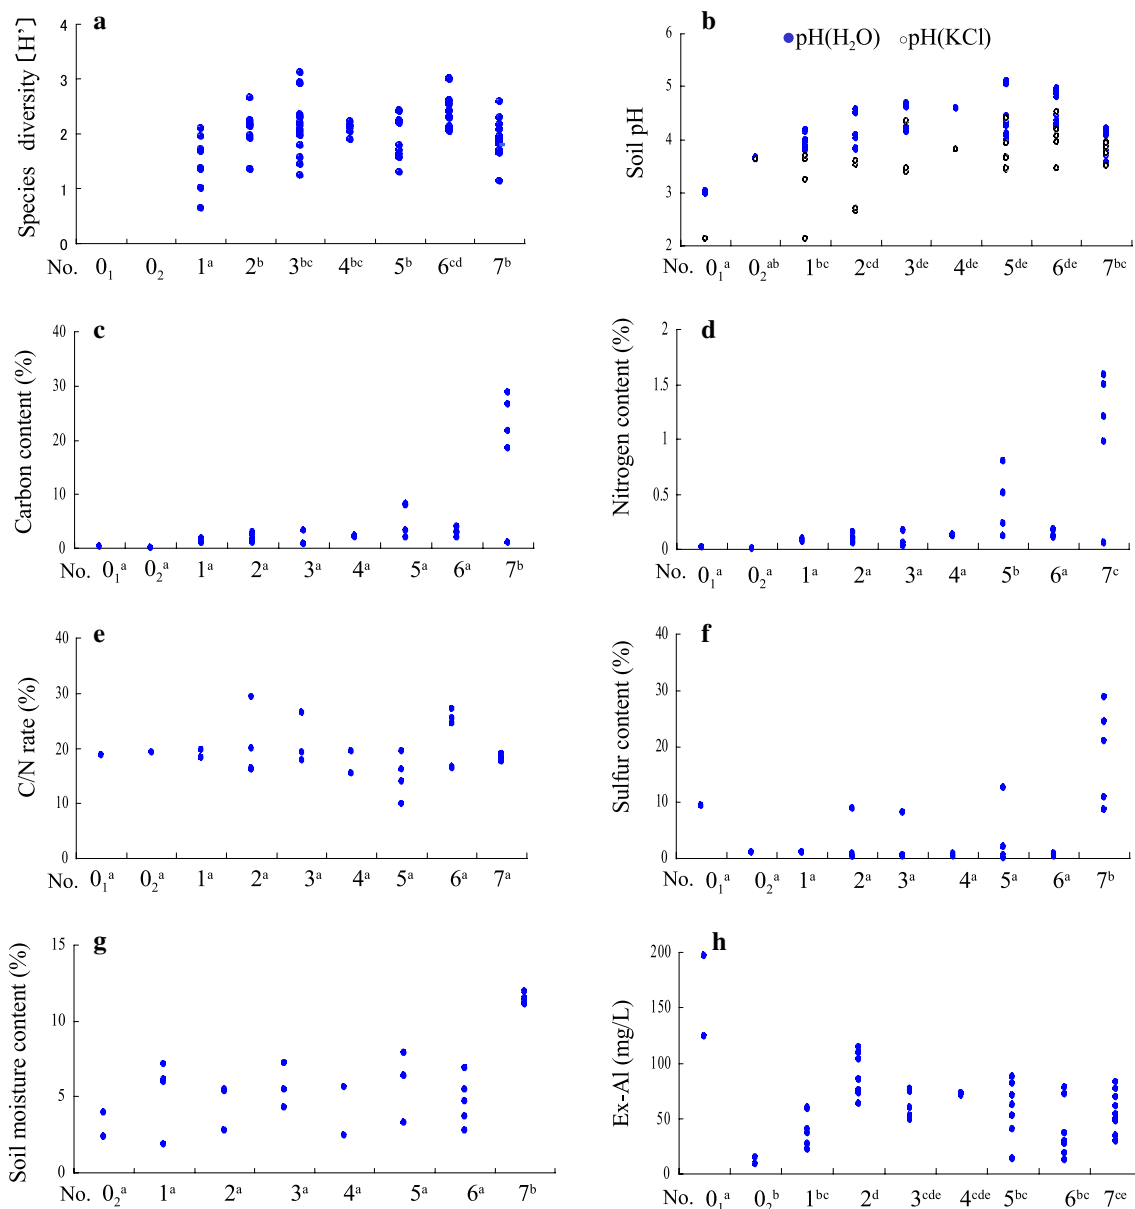 a
Species diversity [H’]
4
3
2
1
0
No. 0₁ 0₂ 1ᵃ 2ᵇ 3ᵇᶜ 4ᵇᶜ 5ᵇ 6ᶜᵈ 7ᵇ
b
pH(H₂O) pH(KCl)
Soil pH
6
5
4
3
2
No. 0₁ᵃ 0₂ᵃᵇ 1ᵇᶜ 2ᶜᵈ 3ᵈᵉ 4ᵈᵉ 5ᵈᵉ 6ᵈᵉ 7ᵇᶜ
c
Carbon content (%)
40
30
20
10
0
No. 0₁ᵃ 0₂ᵃ 1ᵃ 2ᵃ 3ᵃ 4ᵃ 5ᵃ 6ᵃ 7ᵇ
d
Nitrogen content (%)
2
1.5
1
0.5
0
No. 0₁ᵃ 0₂ᵃ 1ᵃ 2ᵃ 3ᵃ 4ᵃ 5ᵇ 6ᵃ 7ᶜ
e
C/N rate (%)
40
30
20
10
0
No. 0₁ᵃ 0₂ᵃ 1ᵃ 2ᵃ 3ᵃ 4ᵃ 5ᵃ 6ᵃ 7ᵃ
f
Sulfur content (%)
40
30
20
10
0
No. 0₁ᵃ 0₂ᵃ 1ᵃ 2ᵃ 3ᵃ 4ᵃ 5ᵃ 6ᵃ 7ᵇ
g
Soil moisture content (%)
15
10
5
0
No. 0₂ᵃ 1ᵃ 2ᵃ 3ᵃ 4ᵃ 5ᵃ 6ᵃ 7ᵇ
h
Ex-Al (mg/L)
200
150
100
50
0
No. 0₁ᵃ 0₂ᵇ 1ᵇᶜ 2ᵈ 3ᶜᵈᵉ 4ᶜᵈᵉ 5ᵇᶜ 6ᵇᶜ 7ᶜᵉ